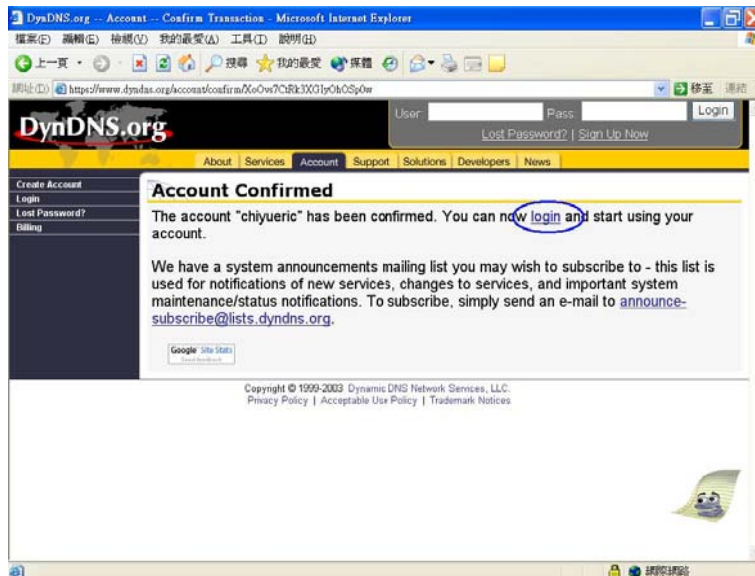 DynDNS.org -- Account -- Confirm Transaction - Microsoft Internet Explorer
檔案(F) 編輯(E) 檢視(V) 我的最愛(A) 工具(T) 說明(H)
上一頁 搜尋 我的最愛 媒體
網址(D) https://www.dyndns.org/account/confirm/ 移至 連結
DynDNS.org
User: Pass: Login
Lost Password? | Sign Up Now
About Services Account Support Solutions Developers News
Create Account
Login
Lost Password?
Billing
Account Confirmed
The account "chiyueric" has been confirmed. You can now login and start using your
account.
We have a system announcements mailing list you may wish to subscribe to - this list is
used for notifications of new services, changes to services, and important system
maintenance/status notifications. To subscribe, simply send an e-mail to announce-
subscribe@lists.dyndns.org.
Google Site Stats
Send feedback
Copyright © 1999-2003 Dynamic DNS Network Services, LLC.
Privacy Policy | Acceptable Use Policy | Trademark Notices
網際網路